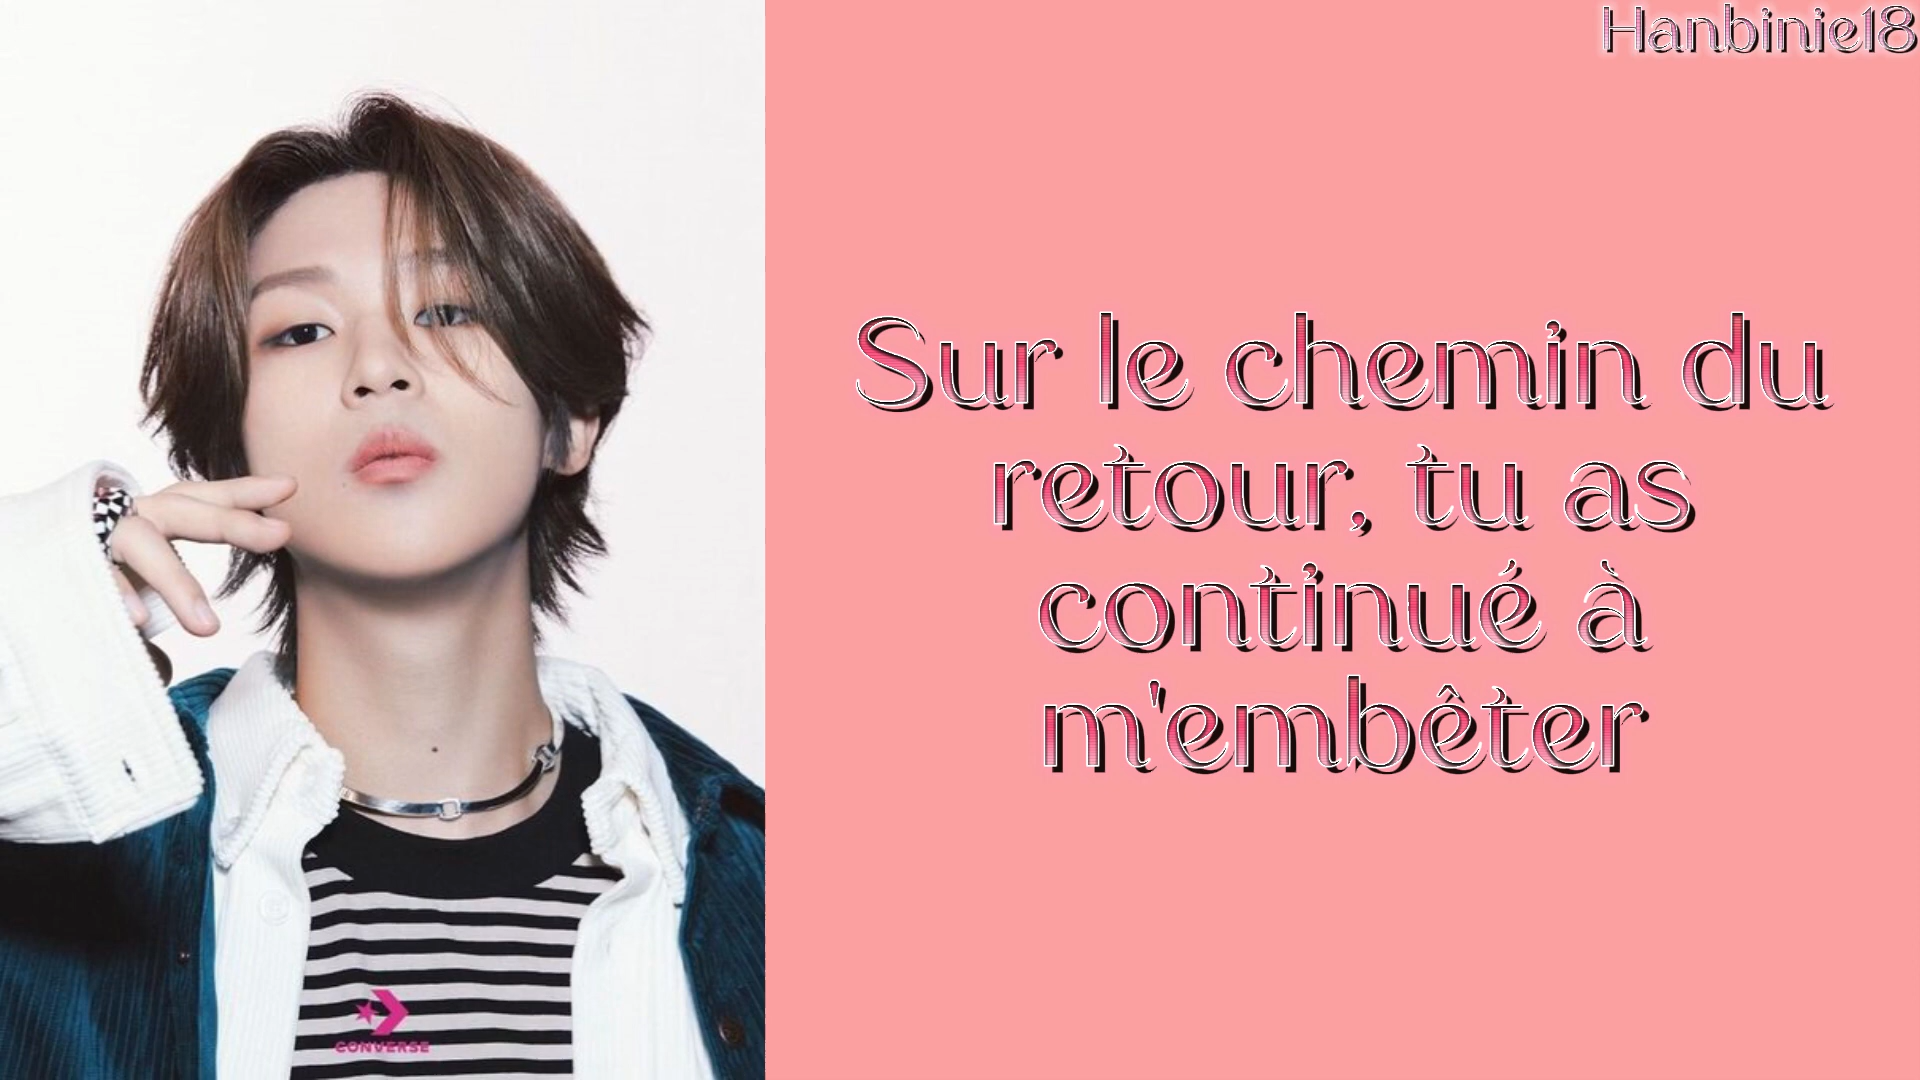 Hanbinie18
Sur le chemin du
retour, tu as
continué à
m'embêter
CONVERSE